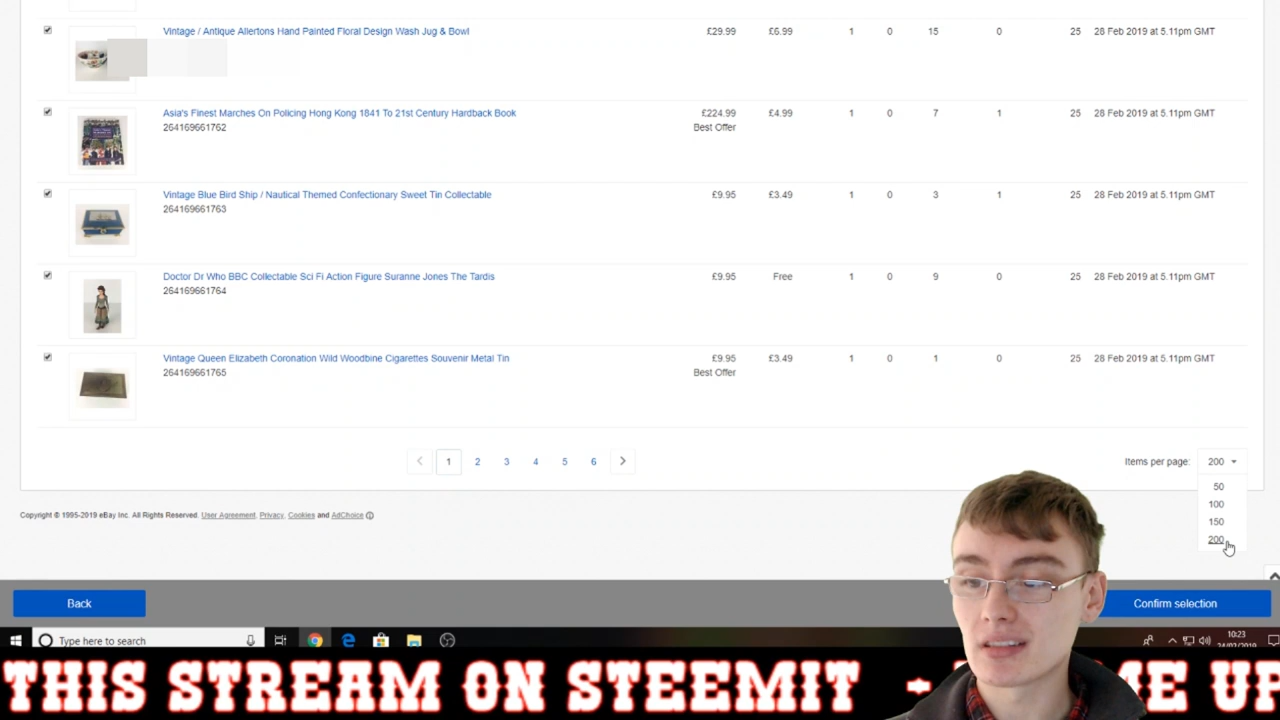 Vintage / Antique Allertons Hand Painted Floral Design Wash Jug & Bowl £29.99 £6.99 1 0 15 0 25 28 Feb 2019 at 5.11pm GMT
Asia's Finest Marches On Policing Hong Kong 1841 To 21st Century Hardback Book £224.99 £4.99 1 0 7 1 25 28 Feb 2019 at 5.11pm GMT
264169661762 Best Offer
Vintage Blue Bird Ship / Nautical Themed Confectionary Sweet Tin Collectable £9.95 £3.49 1 0 3 1 25 28 Feb 2019 at 5.11pm GMT
264169661763
Doctor Dr Who BBC Collectable Sci Fi Action Figure Suranne Jones The Tardis £9.95 Free 1 0 9 0 25 28 Feb 2019 at 5.11pm GMT
264169661764
Vintage Queen Elizabeth Coronation Wild Woodbine Cigarettes Souvenir Metal Tin £9.95 £3.49 1 0 1 0 25 28 Feb 2019 at 5.11pm GMT
264169661765 Best Offer
< 1 2 3 4 5 6 > Items per page: 200
50
100
150
200
Copyright © 1995-2019 eBay Inc. All Rights Reserved. User Agreement, Privacy, Cookies and AdChoice
Back Confirm selection
Type here to search 10:23
THIS STREAM ON STEEMIT - ME UP